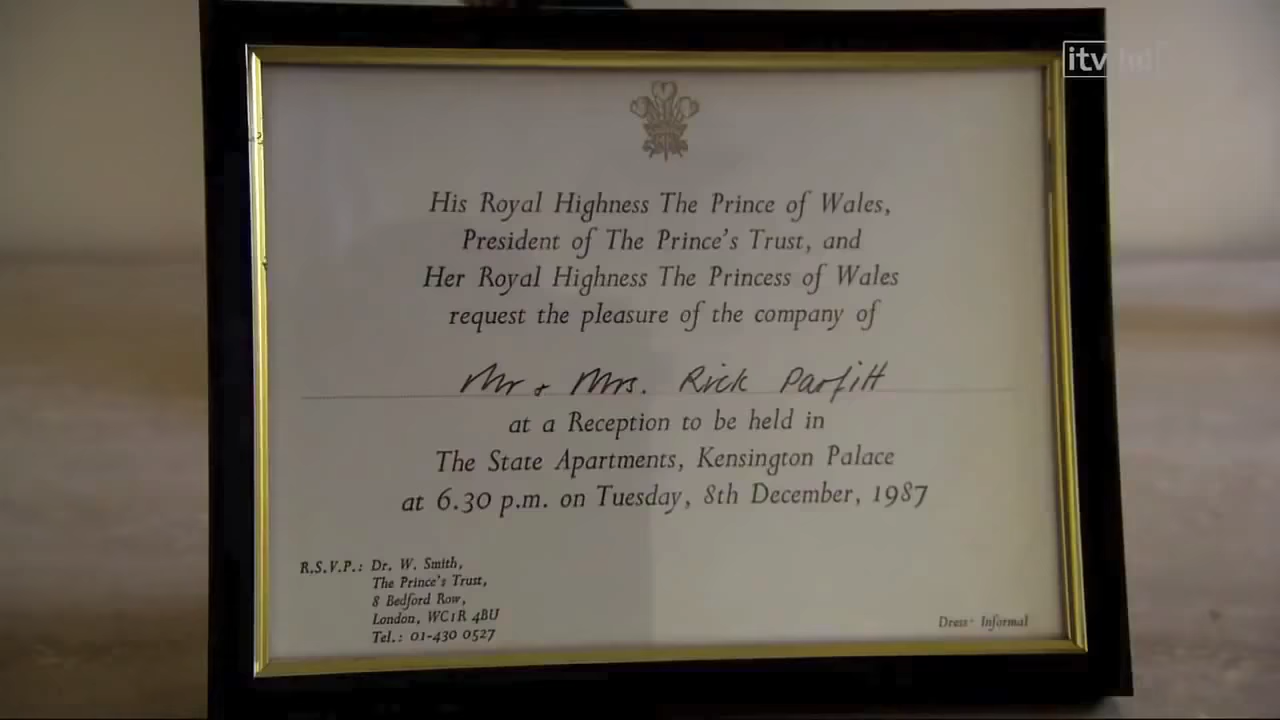 itv
His Royal Highness The Prince of Wales,
President of The Prince's Trust, and
Her Royal Highness The Princess of Wales
request the pleasure of the company of
Mr + Mrs. Rick Parfitt
at a Reception to be held in
The State Apartments, Kensington Palace
at 6.30 p.m. on Tuesday, 8th December, 1987
R.S.V.P.: Dr. W. Smith,
The Prince's Trust,
8 Bedford Row,
London, WC1R 4BU
Tel.: 01-430 0527
Dress: Informal